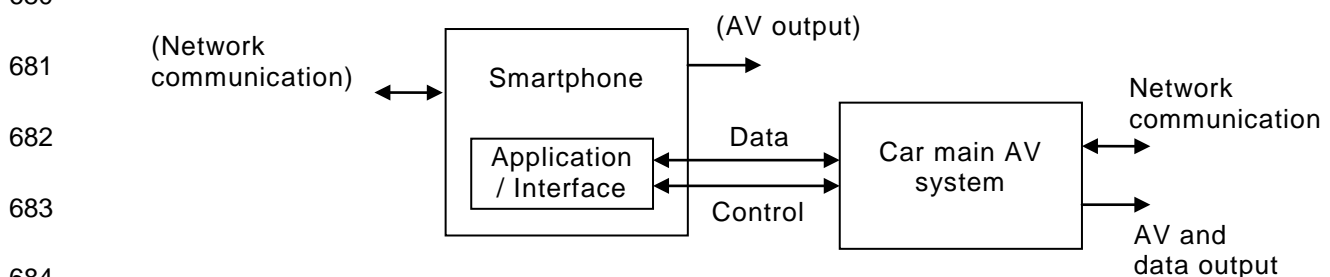 680
(AV output)
(Network
communication)
681
Smartphone
Network
communication
682
Data
Application
/ Interface
Car main AV
system
683
Control
AV and
data output
684